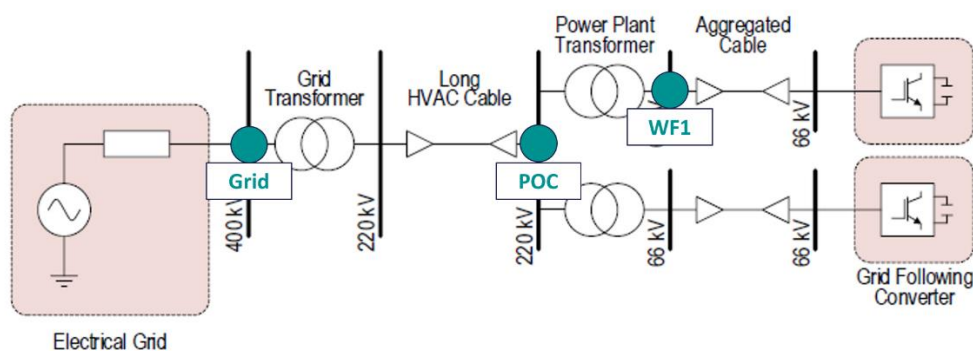 Power Plant
Transformer
Aggregated
Cable
Grid
Transformer
Long
HVAC Cable
WF1
66 kV
Grid
POC
400 kV
220 kV
220 kV
66 kV
66 kV
Grid Following
Converter
Electrical Grid